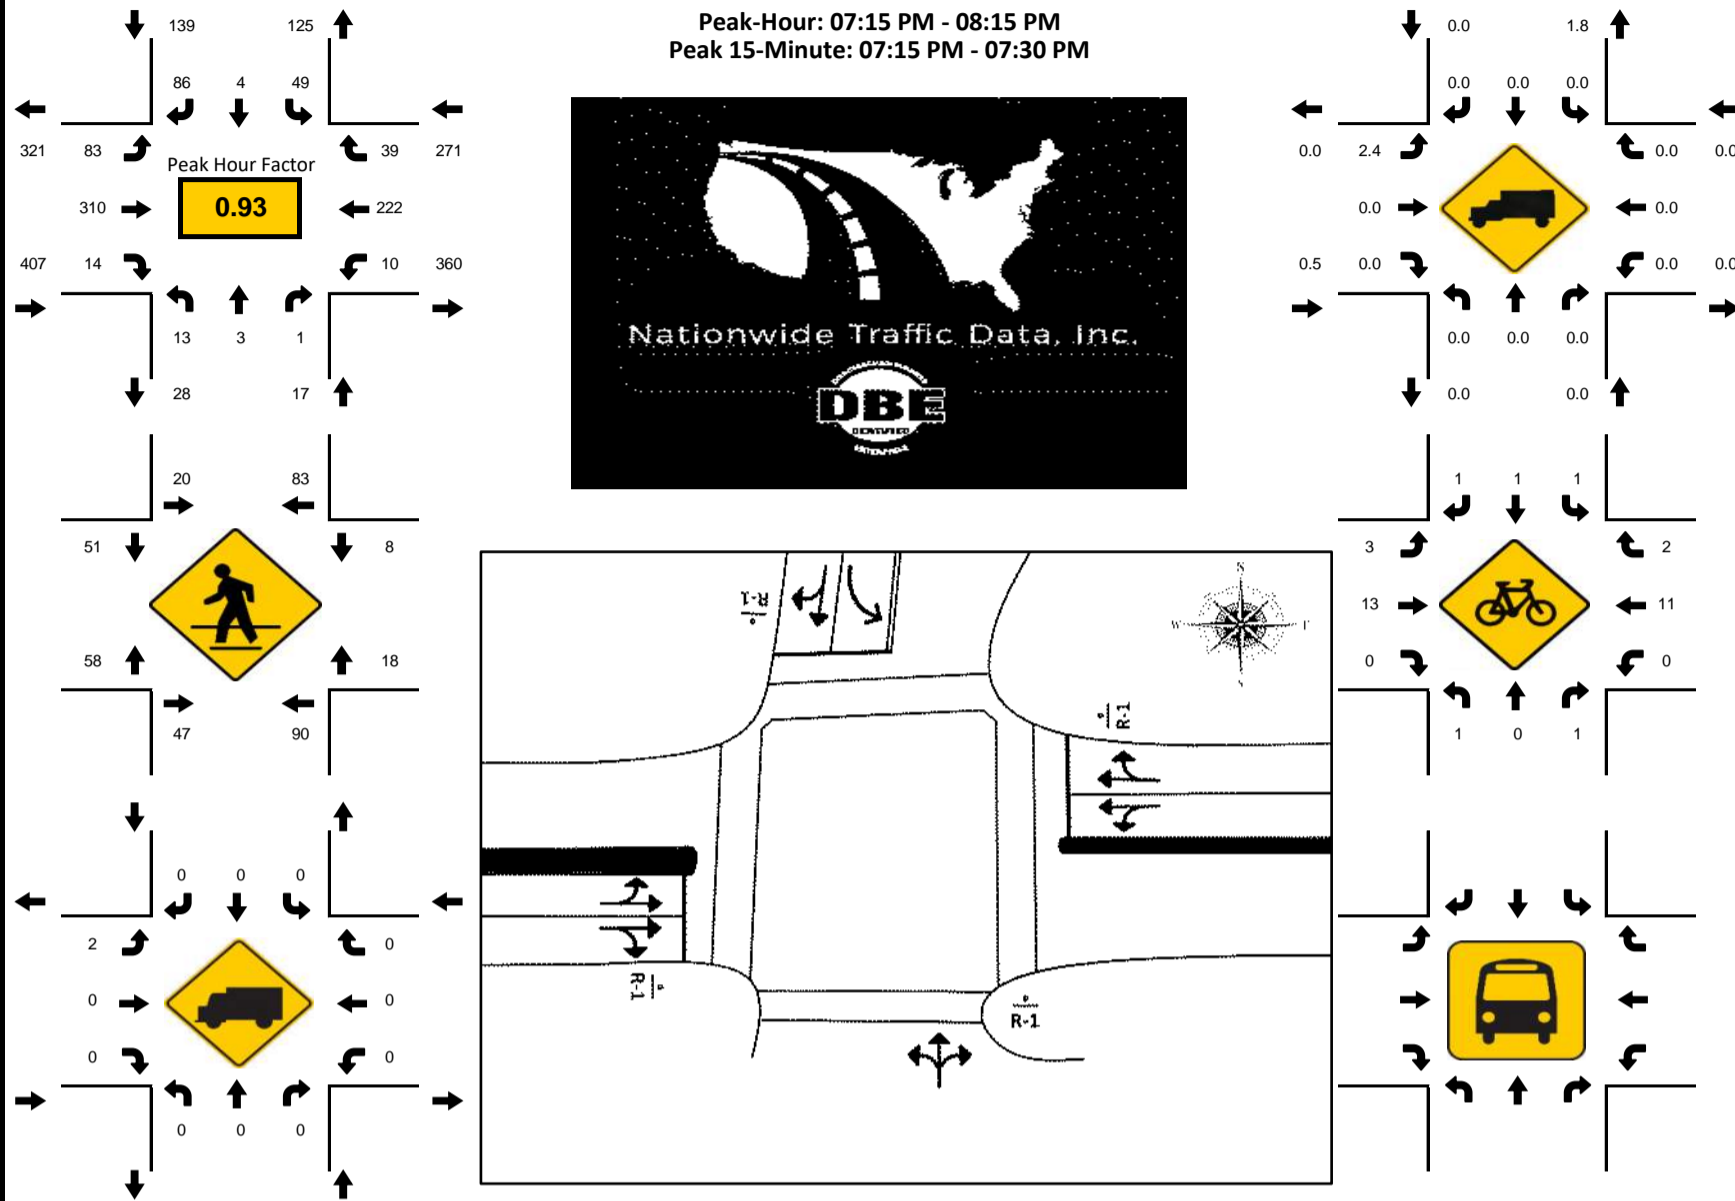 Peak-Hour: 07:15 PM - 08:15 PM
Peak 15-Minute: 07:15 PM - 07:30 PM
139 125
86 4 49
321 83 39 271
Peak Hour Factor
310 0.93 222
407 14 10 360
13 3 1
28 17
20 83
51 8
58 18
47 90
0 0 0
2 0
0 0
0 0
0 0 0
Nationwide Traffic Data, Inc.
DBE
R-1
R-1
R-1
R-1
S
W
S
0.0 1.8
0.0 0.0 0.0
0.0 2.4 0.0 0.0
0.0 0.0
0.5 0.0 0.0 0.0
0.0 0.0 0.0
0.0 0.0
1 1 1
3 2
13 11
0 0
1 0 1